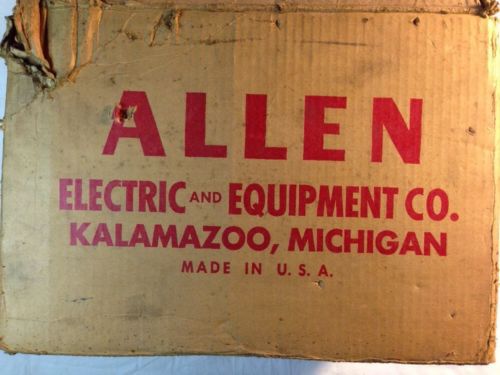 ALLEN
ELECTRIC AND EQUIPMENT CO.
KALAMAZOO, MICHIGAN
MADE IN U.S.A.